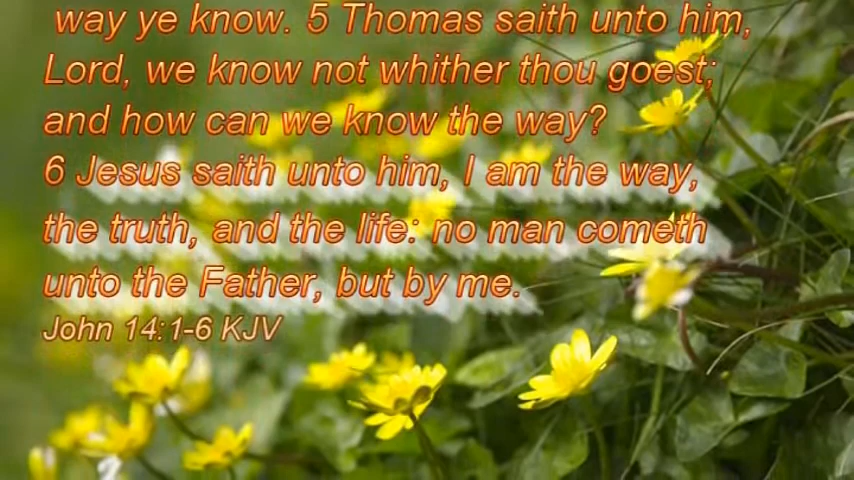 way ye know. 5 Thomas saith unto him,
Lord, we know not whither thou goest;
and how can we know the way?
6 Jesus saith unto him, I am the way,
the truth, and the life: no man cometh
unto the Father, but by me.
John 14:1-6 KJV